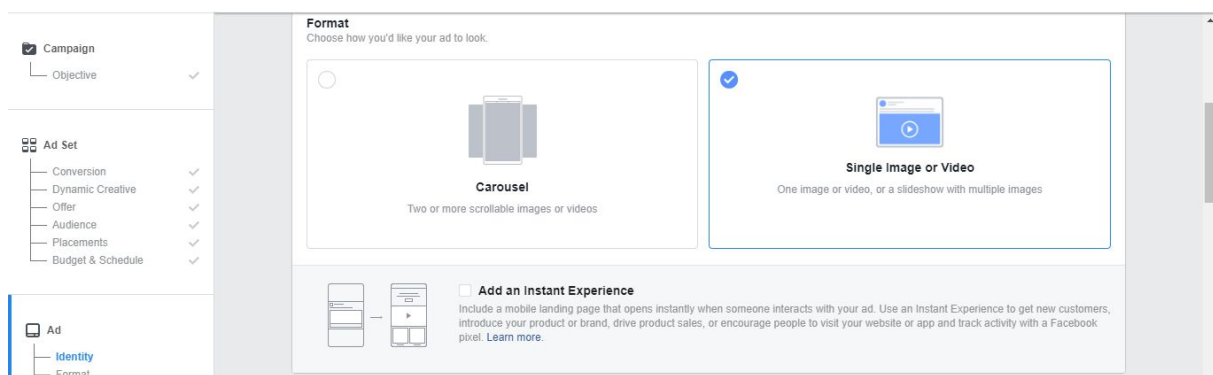 Campaign
Objective
Ad Set
Conversion
Dynamic Creative
Offer
Audience
Placements
Budget & Schedule
Ad
Identity
Format
Format
Choose how you'd like your ad to look.
Carousel
Two or more scrollable images or videos
Single Image or Video
One image or video, or a slideshow with multiple images
Add an Instant Experience
Include a mobile landing page that opens instantly when someone interacts with your ad. Use an Instant Experience to get new customers,
introduce your product or brand, drive product sales, or encourage people to visit your website or app and track activity with a Facebook
pixel. Learn more.